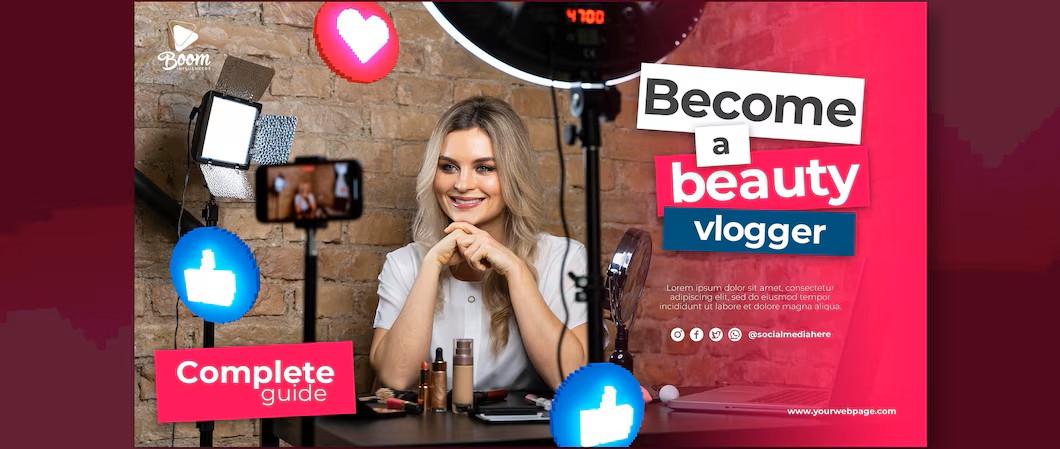 4700
Boom
INFLUENCERS
Become
a
beauty
vlogger
Lorem ipsum dolor sit amet, consectetur
adipiscing elit, sed do eiusmod tempor
incididunt ut labore et dolore magna aliqua.
@socialmediahere
Complete
guide
www.yourwebpage.com